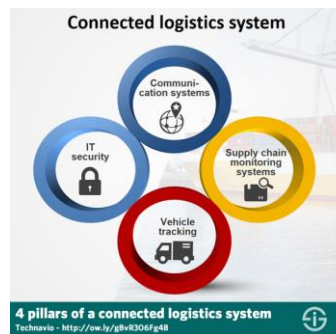 Connected logistics system
Communi-
cation systems
IT
security
Supply chain
monitoring
systems
Vehicle
tracking
4 pillars of a connected logistics system
Technavio - http://ow.ly/gBvR306Fg48